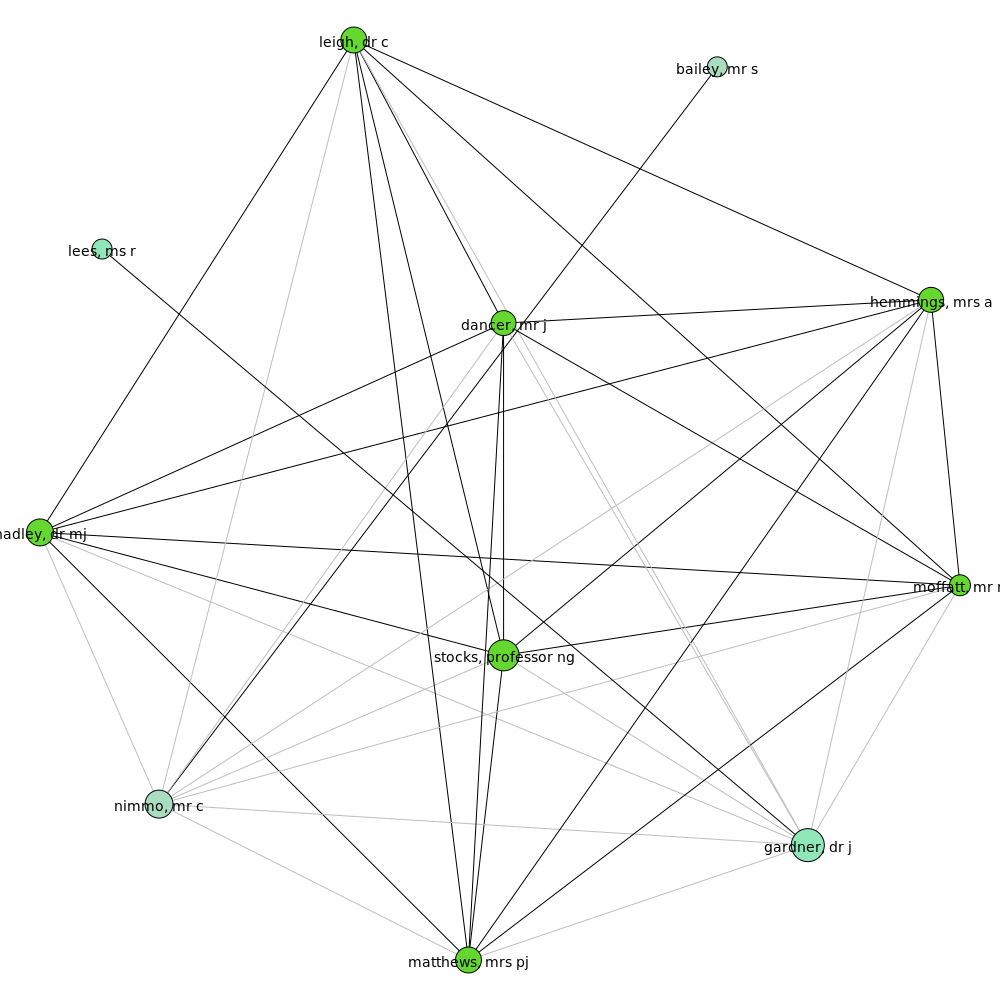 leigh, dr c
bailey, mr s
lees, ms r
hemmings, mrs a
dancer, mr j
hadley, dr mj
moffatt, mr
stocks, professor ng
nimmo, mr c
gardner, dr j
matthews, mrs pj